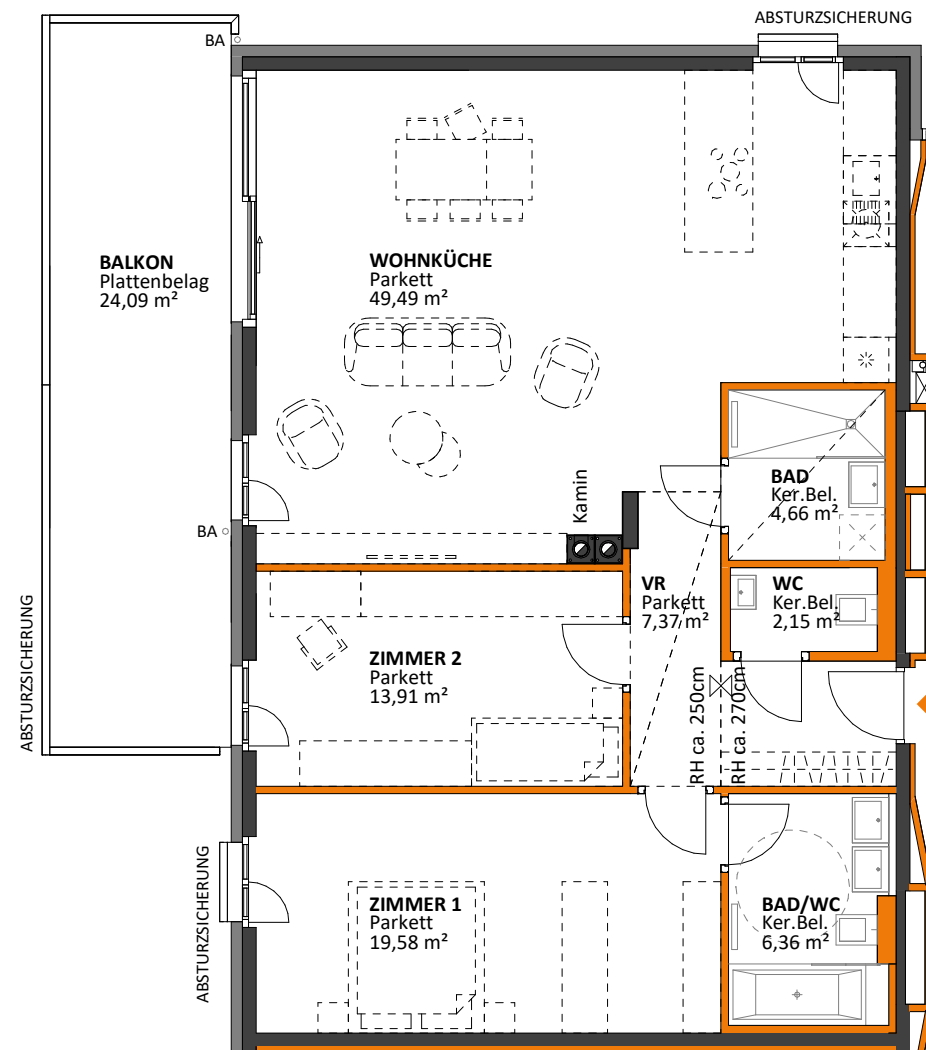 ABSTURZSICHERUNG
BA
BALKON
Plattenbelag
24,09 m²
WOHNKÜCHE
Parkett
49,49 m²
Kamin
BAD
Ker.Bel.
4,66 m²
BA
VR
Parkett
7,37 m²
WC
Ker.Bel.
2,15 m²
ABSTURZSICHERUNG
ZIMMER 2
Parkett
13,91 m²
RH ca. 250cm
RH ca. 270cm
ABSTURZSICHERUNG
ZIMMER 1
Parkett
19,58 m²
BAD/WC
Ker.Bel.
6,36 m²